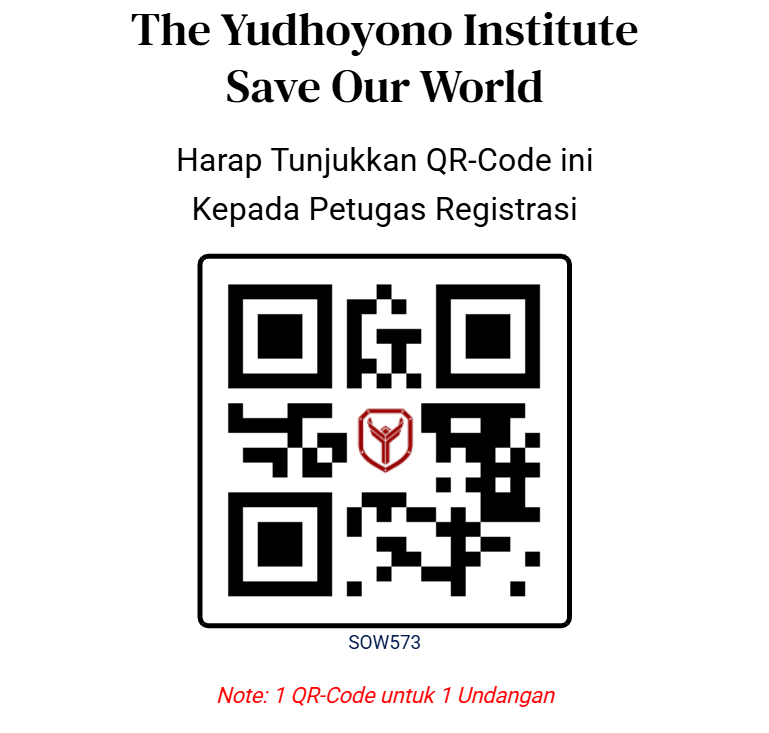 The Yudhoyono Institute
Save Our World
Harap Tunjukkan QR-Code ini
Kepada Petugas Registrasi
SOW573
Note: 1 QR-Code untuk 1 Undangan